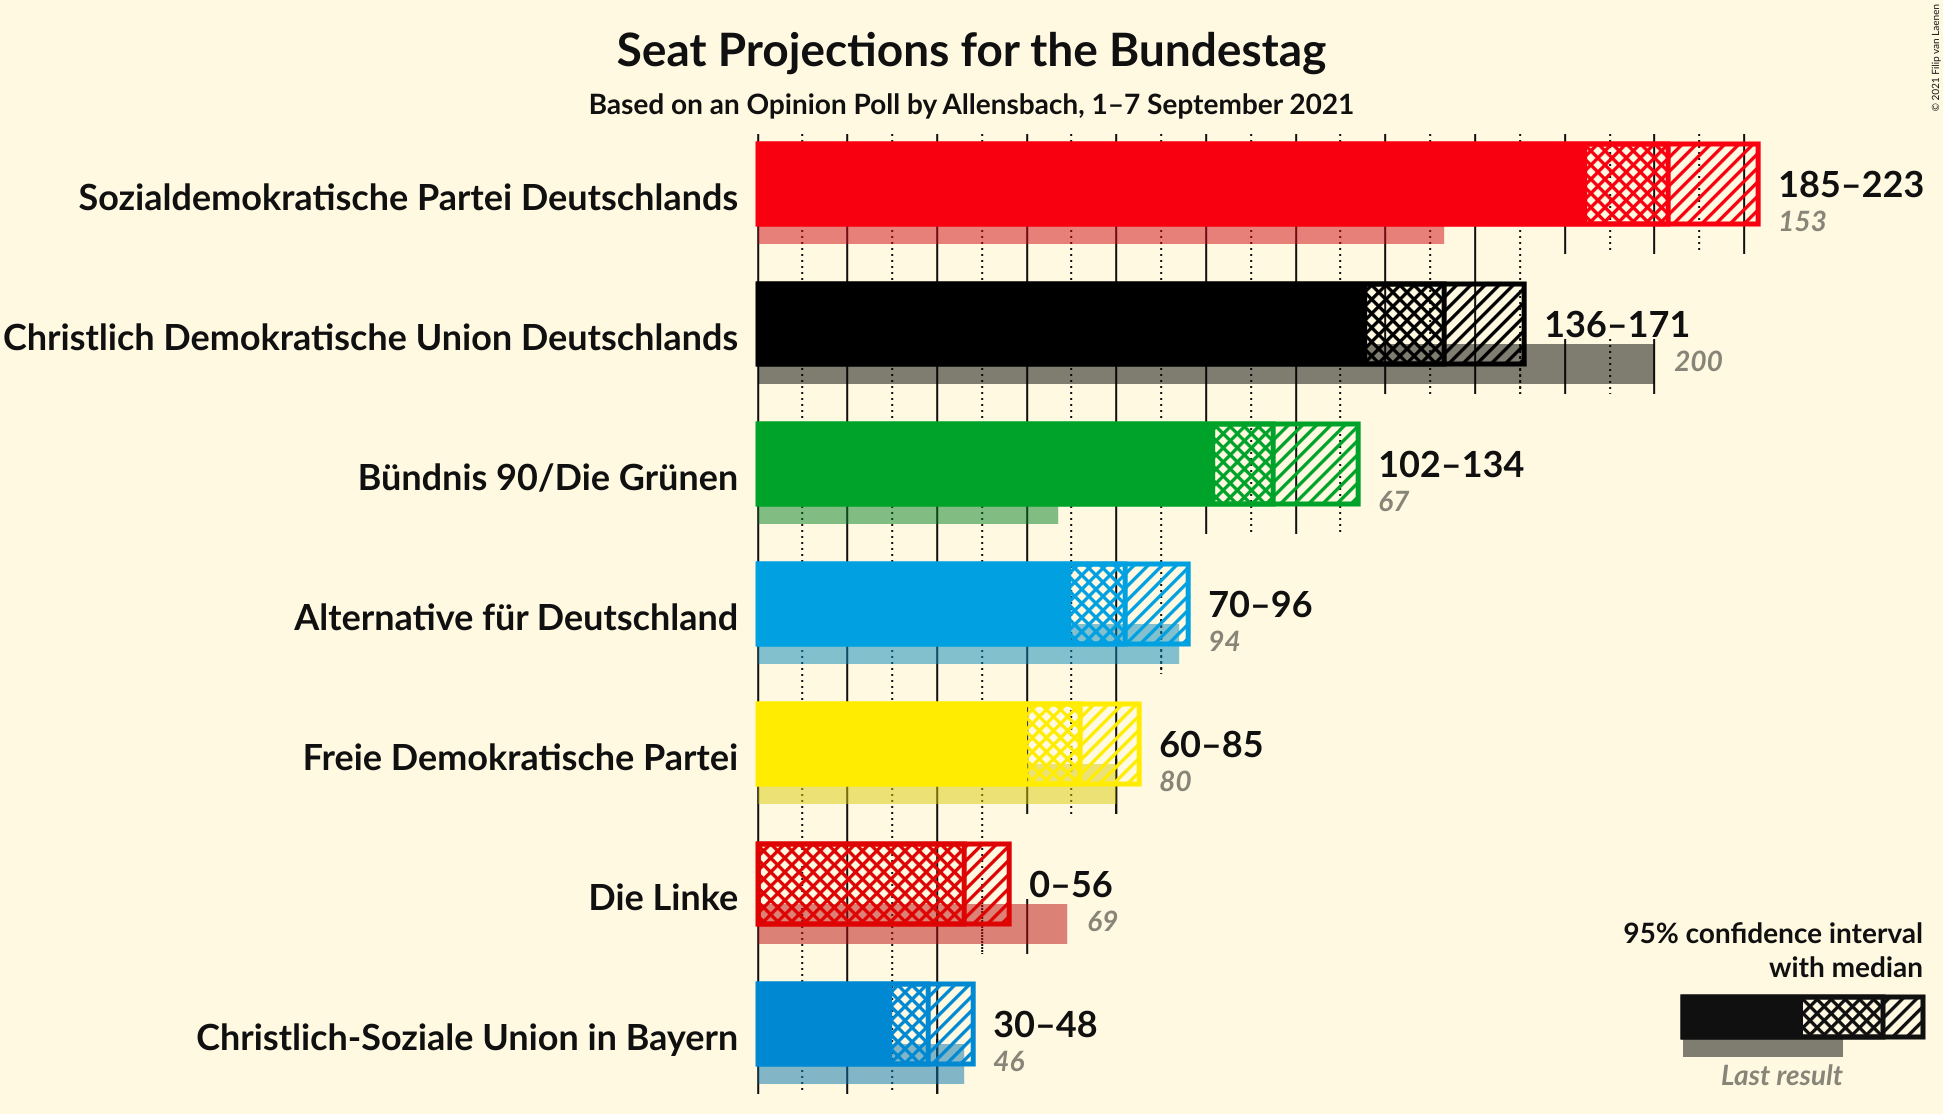 Seat Projections for the Bundestag
Based on an Opinion Poll by Allensbach, 1–7 September 2021
© 2021 Filip van Laenen
Sozialdemokratische Partei Deutschlands
185–223
153
Christlich Demokratische Union Deutschlands
136–171
200
Bündnis 90/Die Grünen
102–134
67
Alternative für Deutschland
70–96
94
Freie Demokratische Partei
60–85
80
Die Linke
0–56
69
Christlich-Soziale Union in Bayern
30–48
46
95% confidence interval
with median
Last result